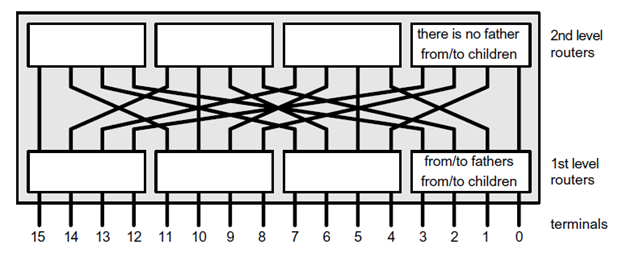 there is no father
from/to children
2nd level
routers
from/to fathers
from/to children
1st level
routers
terminals
15 14 13 12 11 10 9 8 7 6 5 4 3 2 1 0